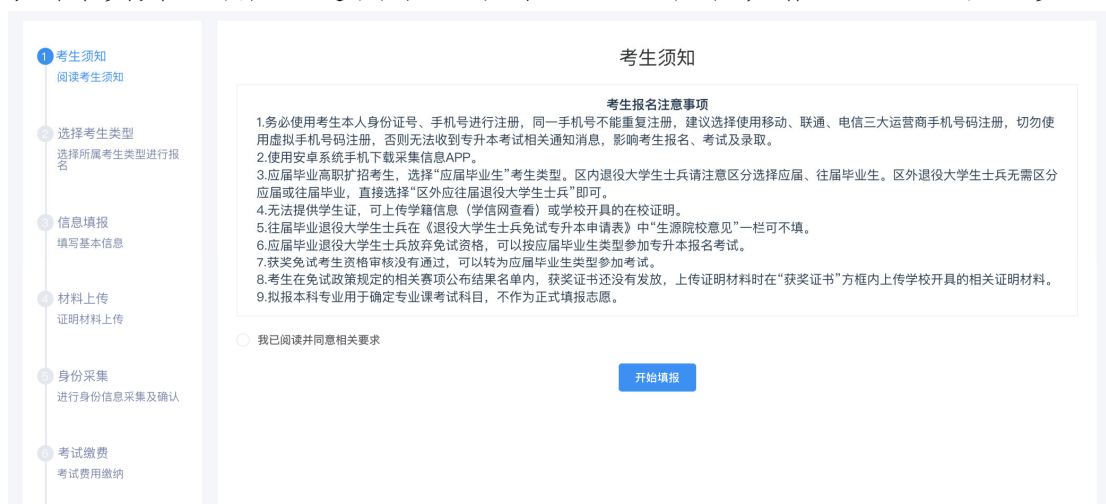 1 考生须知
阅读考生须知
2 选择考生类型
选择所属考生类型进行报
名
3 信息填报
填写基本信息
4 材料上传
证明材料上传
5 身份采集
进行身份信息采集及确认
6 考试缴费
考试费用缴纳
考生须知
考生报名注意事项
1.务必使用考生本人身份证号、手机号进行注册，同一手机号不能重复注册，建议选择使用移动、联通、电信三大运营商手机号码注册，切勿使
用虚拟手机号码注册，否则无法收到专升本考试相关通知消息，影响考生报名、考试及录取。
2.使用安卓系统手机下载采集信息APP。
3.应届毕业高职扩招考生，选择“应届毕业生”考生类型。区内退役大学生士兵请注意区分选择应届、往届毕业生。区外退役大学生士兵无需区分
应届或往届毕业，直接选择“区外应往届退役大学生士兵”即可。
4.无法提供学生证，可上传学籍信息（学信网查看）或学校开具的在校证明。
5.往届毕业退役大学生士兵在《退役大学生士兵免试专升本申请表》中“生源院校意见”一栏可不填。
6.应届毕业退役大学生士兵放弃免试资格，可以按应届毕业生类型参加专升本报名考试。
7.获奖免试考生资格审核没有通过，可以转为应届毕业生类型参加考试。
8.考生在免试政策规定的相关赛项公布结果名单内，获奖证书还没有发放，上传证明材料时在“获奖证书”方框内上传学校开具的相关证明材料。
9.拟报本科专业用于确定专业课考试科目，不作为正式填报志愿。
我已阅读并同意相关要求
开始填报